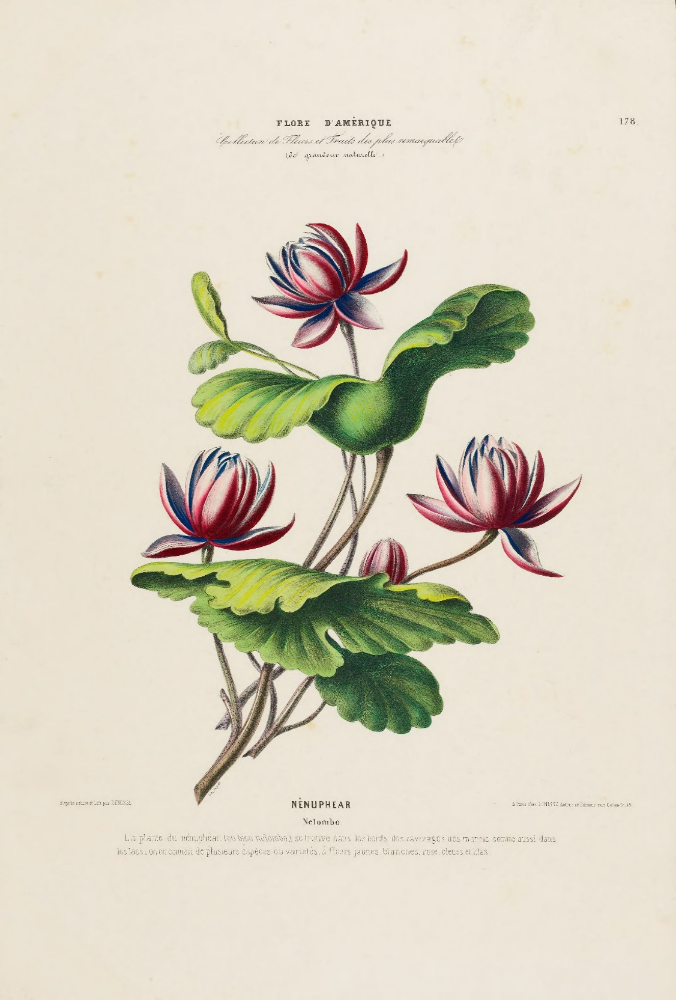 FLORE D'AMÉRIQUE
178.
Collection de Fleurs et Fruits des plus remarquables
(de grandeur naturelle.)
d'après nature et Lith. par DENISSE
NÉNUPHEAR
à Paris chez DENISSE Auteur et Editeur rue
Nelombo
La plante du nénuphéar, (ou bien nelombo,) se trouve dans les bords des ravinages des marais comme aussi dans
les lacs; on en connait de plusieurs espèces ou variétés, à fleurs jaunes, blanches, rose, bleues et lilas.